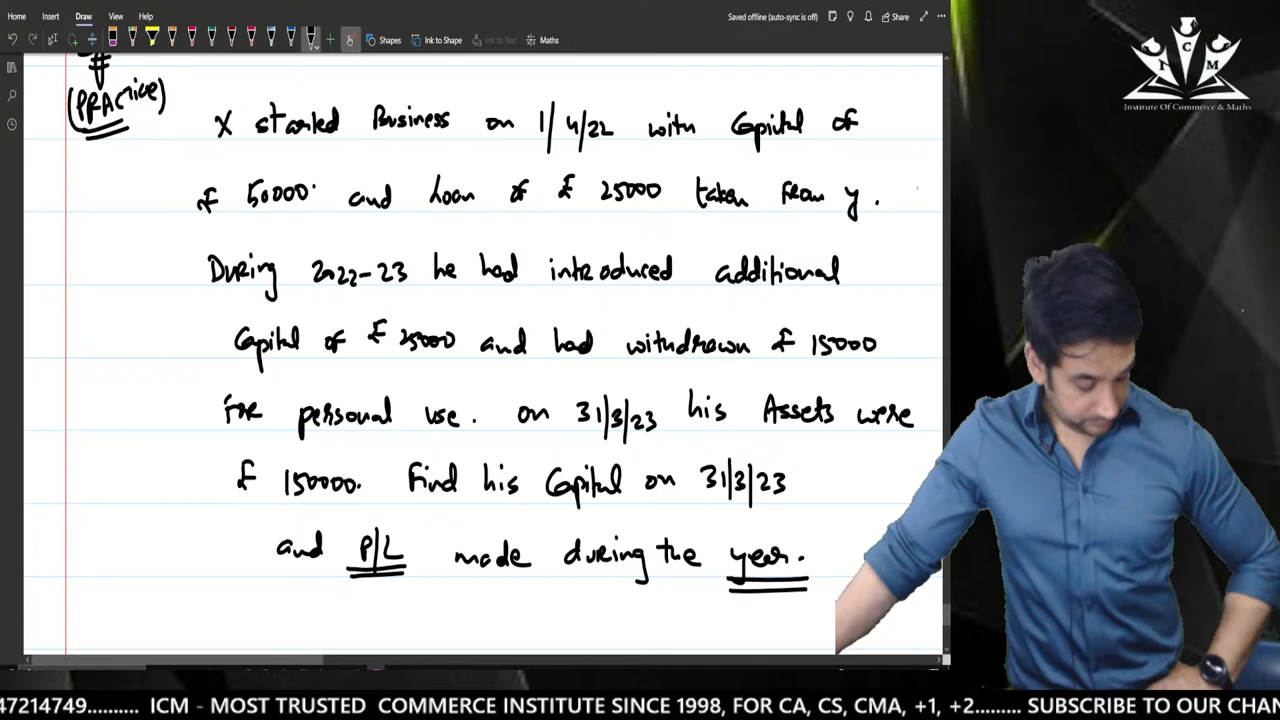 Home Insert Draw View Help Saved offline (auto-sync is off) Share
Shapes Ink to Shape Ink to Text Maths
(PRACTICE)
X started Business on 1/4/22 with Capital of
₹ 50000 and Loan of ₹ 25000 taken from y.
During 2022-23 he had introduced additional
Capital of ₹ 25000 and had withdrawn ₹ 15000
for personal use. on 31/3/23 his Assets were
₹ 150000. Find his Capital on 31/3/23
and P/L made during the year.
I C M
Institute Of Commerce & Maths
47214749.......... ICM - MOST TRUSTED COMMERCE INSTITUTE SINCE 1998, FOR CA, CS, CMA, +1, +2....... SUBSCRIBE TO OUR CHAN